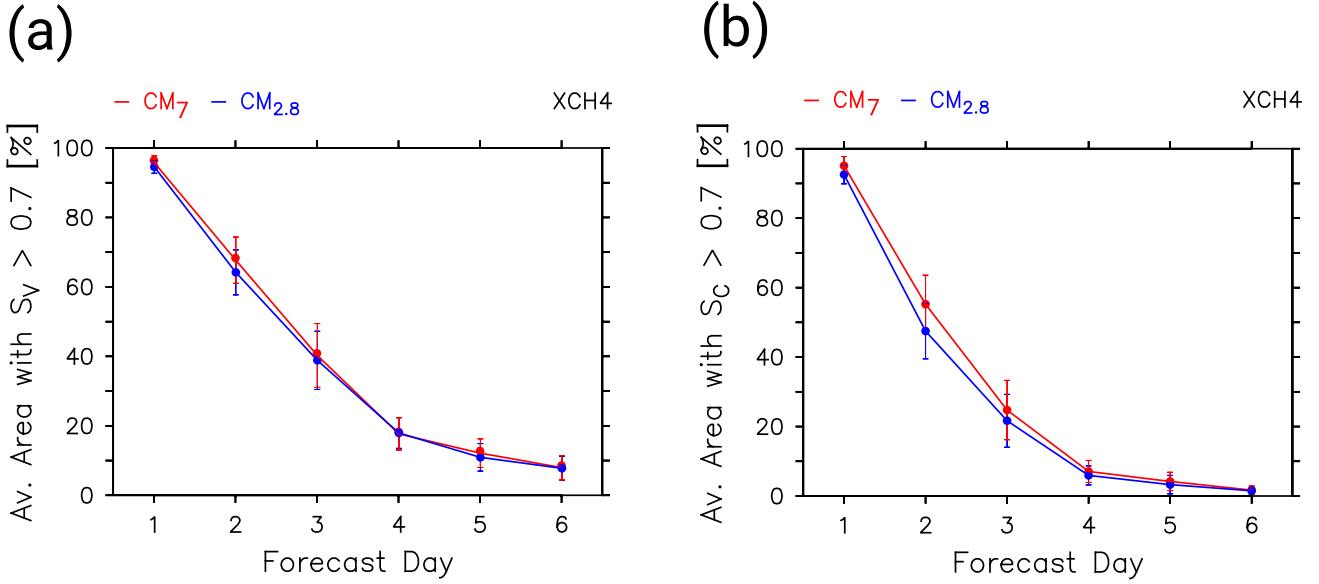 (a)
CM7 CM2.8 XCH4
Av. Area with SV > 0.7 [%]
100
80
60
40
20
0
1 2 3 4 5 6
Forecast Day
(b)
CM7 CM2.8 XCH4
Av. Area with SC > 0.7 [%]
100
80
60
40
20
0
1 2 3 4 5 6
Forecast Day